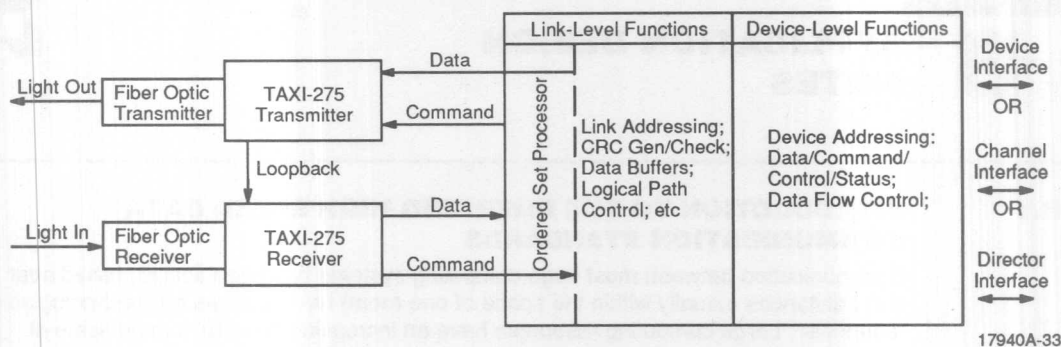 Link-Level Functions
Device-Level Functions
Light Out
Fiber Optic
Transmitter
TAXI-275
Transmitter
Data
Command
Loopback
Light In
Fiber Optic
Receiver
TAXI-275
Receiver
Data
Command
Ordered Set Processor
Link Addressing;
CRC Gen/Check;
Data Buffers;
Logical Path
Control; etc
Device Addressing:
Data/Command/
Control/Status;
Data Flow Control;
Device
Interface
OR
Channel
Interface
OR
Director
Interface
17940A-33